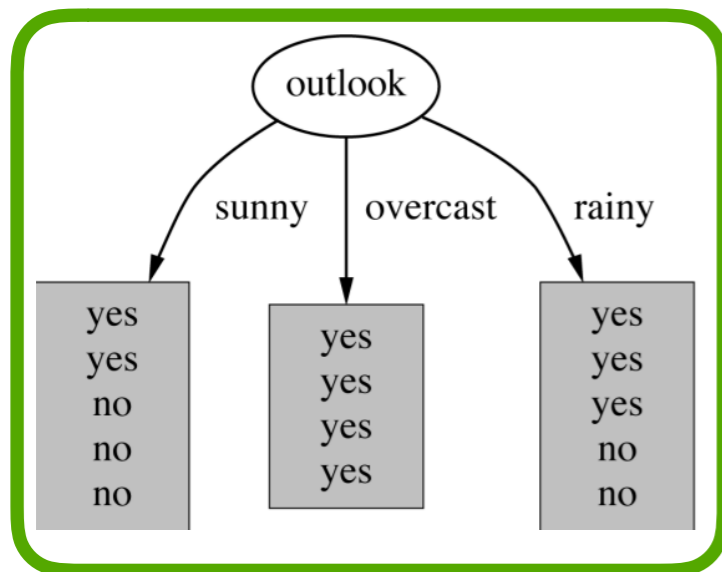 outlook
sunny
overcast
rainy
yes
yes
no
no
no
yes
yes
yes
yes
yes
yes
yes
no
no